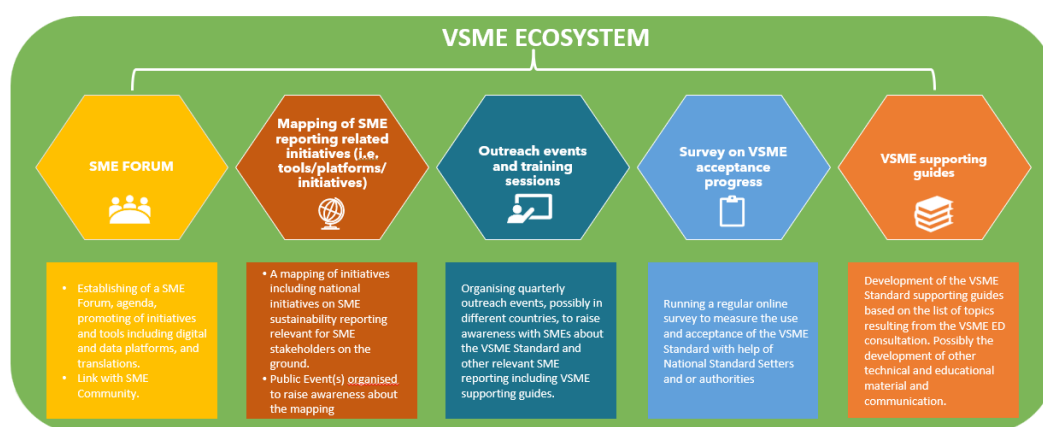 VSME ECOSYSTEM
SME FORUM
Mapping of SME
reporting related
initiatives (i.e.
tools/platforms/
initiatives)
Outreach events
and training
sessions
Survey on VSME
acceptance
progress
VSME supporting
guides
• Establishing of a SME
Forum, agenda,
promoting of initiatives
and tools including digital
and data platforms, and
translations.
• Link with SME
Community.
• A mapping of initiatives
including national
initiatives on SME
sustainability reporting
relevant for SME
stakeholders on the
ground.
• Public Event(s) organised
to raise awareness about
the mapping
Organising quarterly
outreach events, possibly in
different countries, to raise
awareness with SMEs about
the VSME Standard and
other relevant SME
reporting including VSME
supporting guides.
Running a regular online
survey to measure the use
and acceptance of the VSME
Standard with help of
National Standard Setters
and or authorities
Development of the VSME
Standard supporting guides
based on the list of topics
resulting from the VSME ED
consultation. Possibly the
development of other
technical and educational
material and
communication.